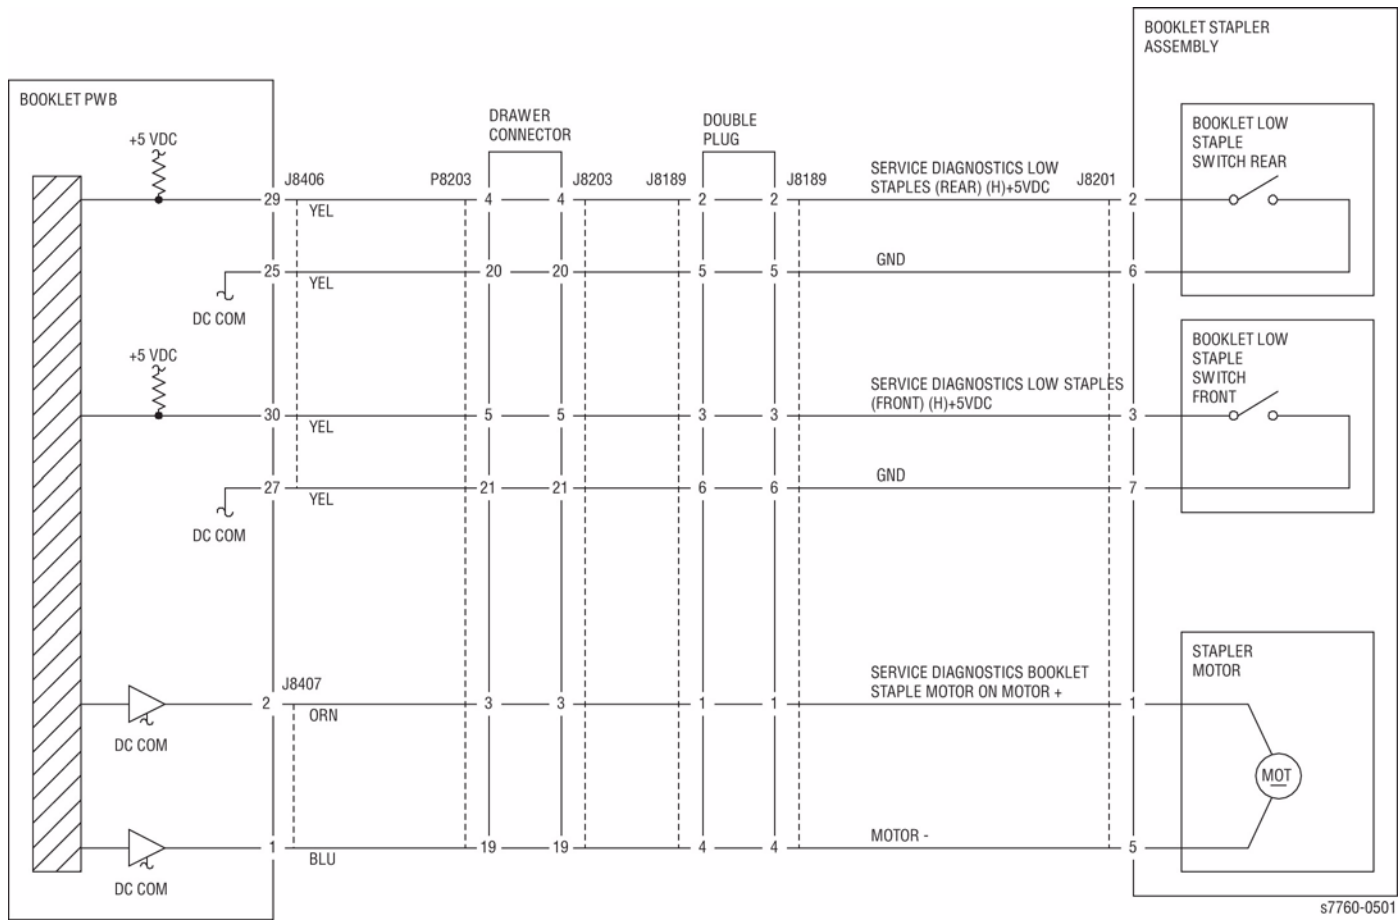 BOOKLET STAPLER
ASSEMBLY
BOOKLET PWB
+5 VDC
DRAWER
CONNECTOR
DOUBLE
PLUG
BOOKLET LOW
STAPLE
SWITCH REAR
J8406
P8203
J8203
J8189
J8189
SERVICE DIAGNOSTICS LOW
STAPLES (REAR) (H)+5VDC
J8201
29
YEL
4
4
2
2
2
25
YEL
20
20
5
5
GND
6
DC COM
+5 VDC
BOOKLET LOW
STAPLE
SWITCH
FRONT
SERVICE DIAGNOSTICS LOW STAPLES
(FRONT) (H)+5VDC
30
YEL
5
5
3
3
3
27
YEL
21
21
6
6
GND
7
DC COM
STAPLER
MOTOR
J8407
SERVICE DIAGNOSTICS BOOKLET
STAPLE MOTOR ON MOTOR +
2
ORN
3
3
1
1
1
DC COM
MOT
1
BLU
19
19
4
4
MOTOR -
5
DC COM
s7760-0501